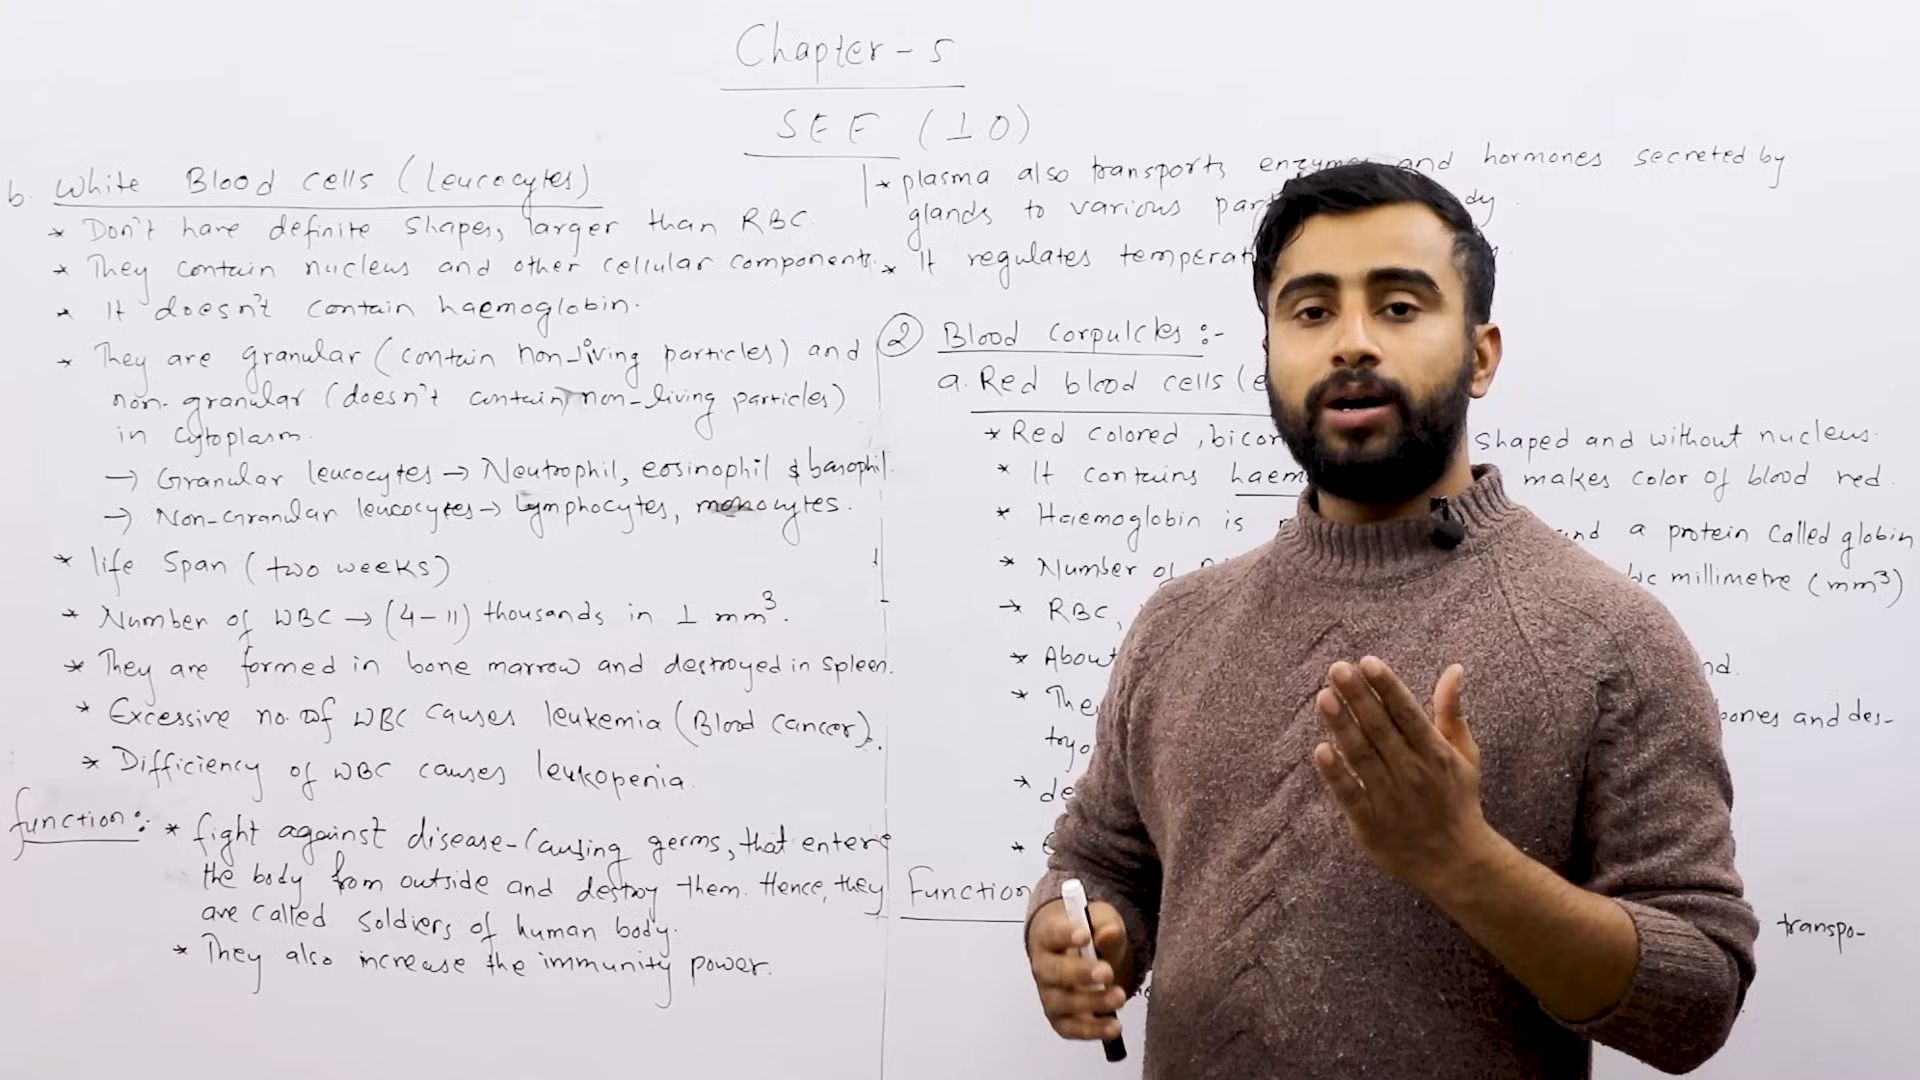 Chapter-5
SEE (10)
b. White Blood cells (leucocytes)
* Don't have definite shapes, larger than RBC.
* They contain nucleus and other cellular components.
* It doesn't contain haemoglobin.
* They are granular (contain non-living particles) and
non-granular (doesn't contain non-living particles)
in cytoplasm.
→ Granular leucocytes → Neutrophil, eosinophil & basophil.
→ Non-Granular leucocytes → lymphocytes, monocytes.
* life span (two weeks)
* Number of WBC → (4-11) thousands in 1 mm³.
* They are formed in bone marrow and destroyed in spleen.
* Excessive no. of WBC causes leukemia (Blood cancer).
* Difficiency of WBC causes leukopenia.
function:
* fight against disease-causing germs, that enters
the body from outside and destroy them. Hence, they
are called soldiers of human body.
* They also increase the immunity power.
* plasma also transports enzymes and hormones secreted by
glands to various
* It regulates
② Blood corpulcles :-
a. Red blood cells
* Red colored, shaped and without nucleus.
* It contains makes color of blood red.
* Haemoglobin is and a protein called globin
* Number of millimetre (mm³)
→ RBC,
* About
* The bones and des-
*
*
Function
transpo-